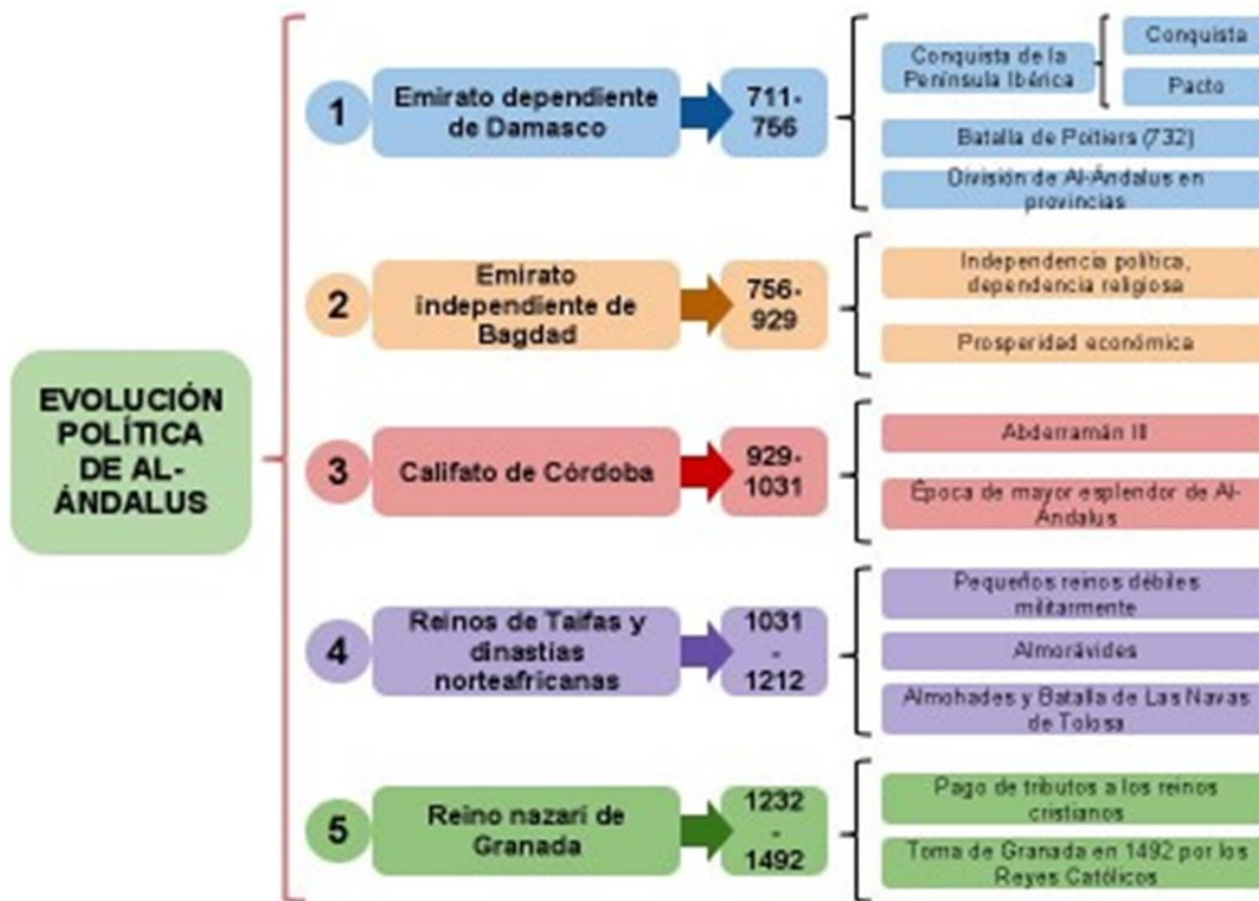 EVOLUCIÓN
POLÍTICA
DE AL-
ÁNDALUS
1
Emirato dependiente
de Damasco
711-
756
Conquista de la
Península Ibérica
Conquista
Pacto
Batalla de Poitiers (732)
División de Al-Ándalus en
provincias
2
Emirato
independiente de
Bagdad
756-
929
Independencia política,
dependencia religiosa
Prosperidad económica
3
Califato de Córdoba
929-
1031
Abderramán III
Época de mayor esplendor de Al-
Ándalus
4
Reinos de Taifas y
dinastías
norteafricanas
1031
-
1212
Pequeños reinos débiles
militarmente
Almorávides
Almohades y Batalla de Las Navas
de Tolosa
5
Reino nazarí de
Granada
1232
-
1492
Pago de tributos a los reinos
cristianos
Toma de Granada en 1492 por los
Reyes Católicos